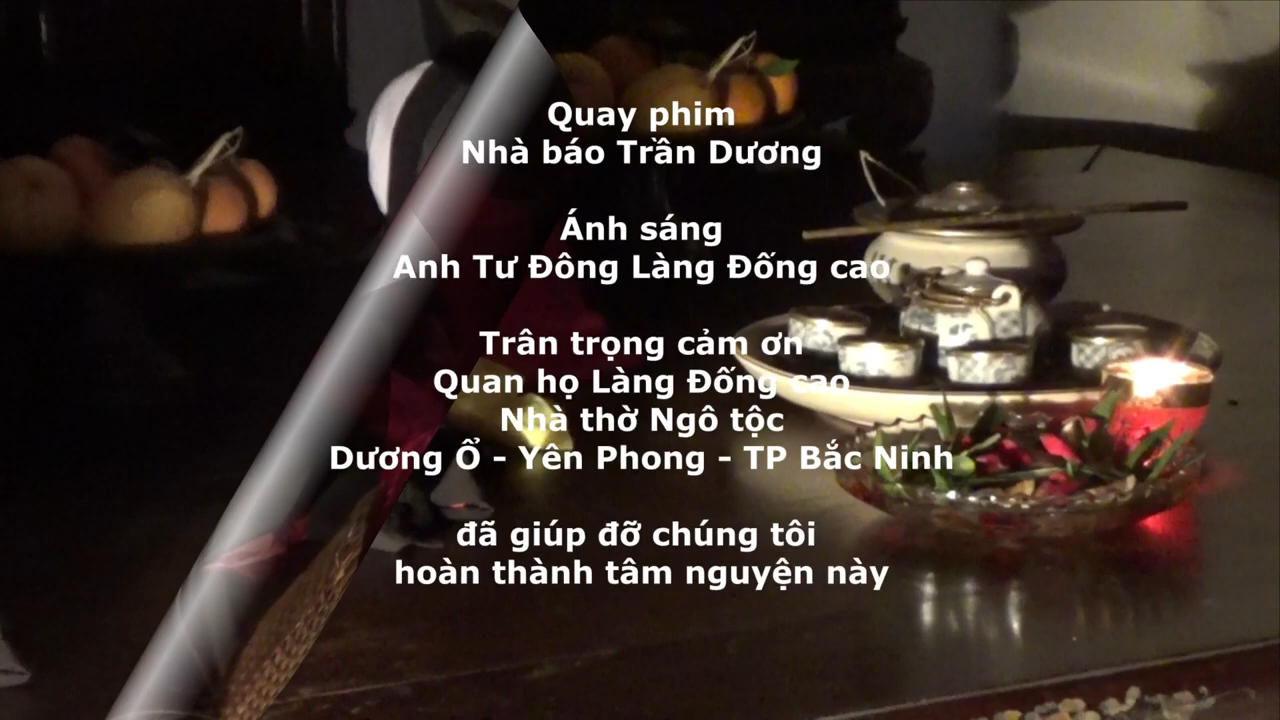 Quay phim
Nhà báo Trần Dương
Ánh sáng
Anh Tư Đông Làng Đống cao
Trân trọng cảm ơn
Quan họ Làng Đống cao
Nhà thờ Ngô tộc
Dương Ổ - Yên Phong - TP Bắc Ninh
đã giúp đỡ chúng tôi
hoàn thành tâm nguyện này